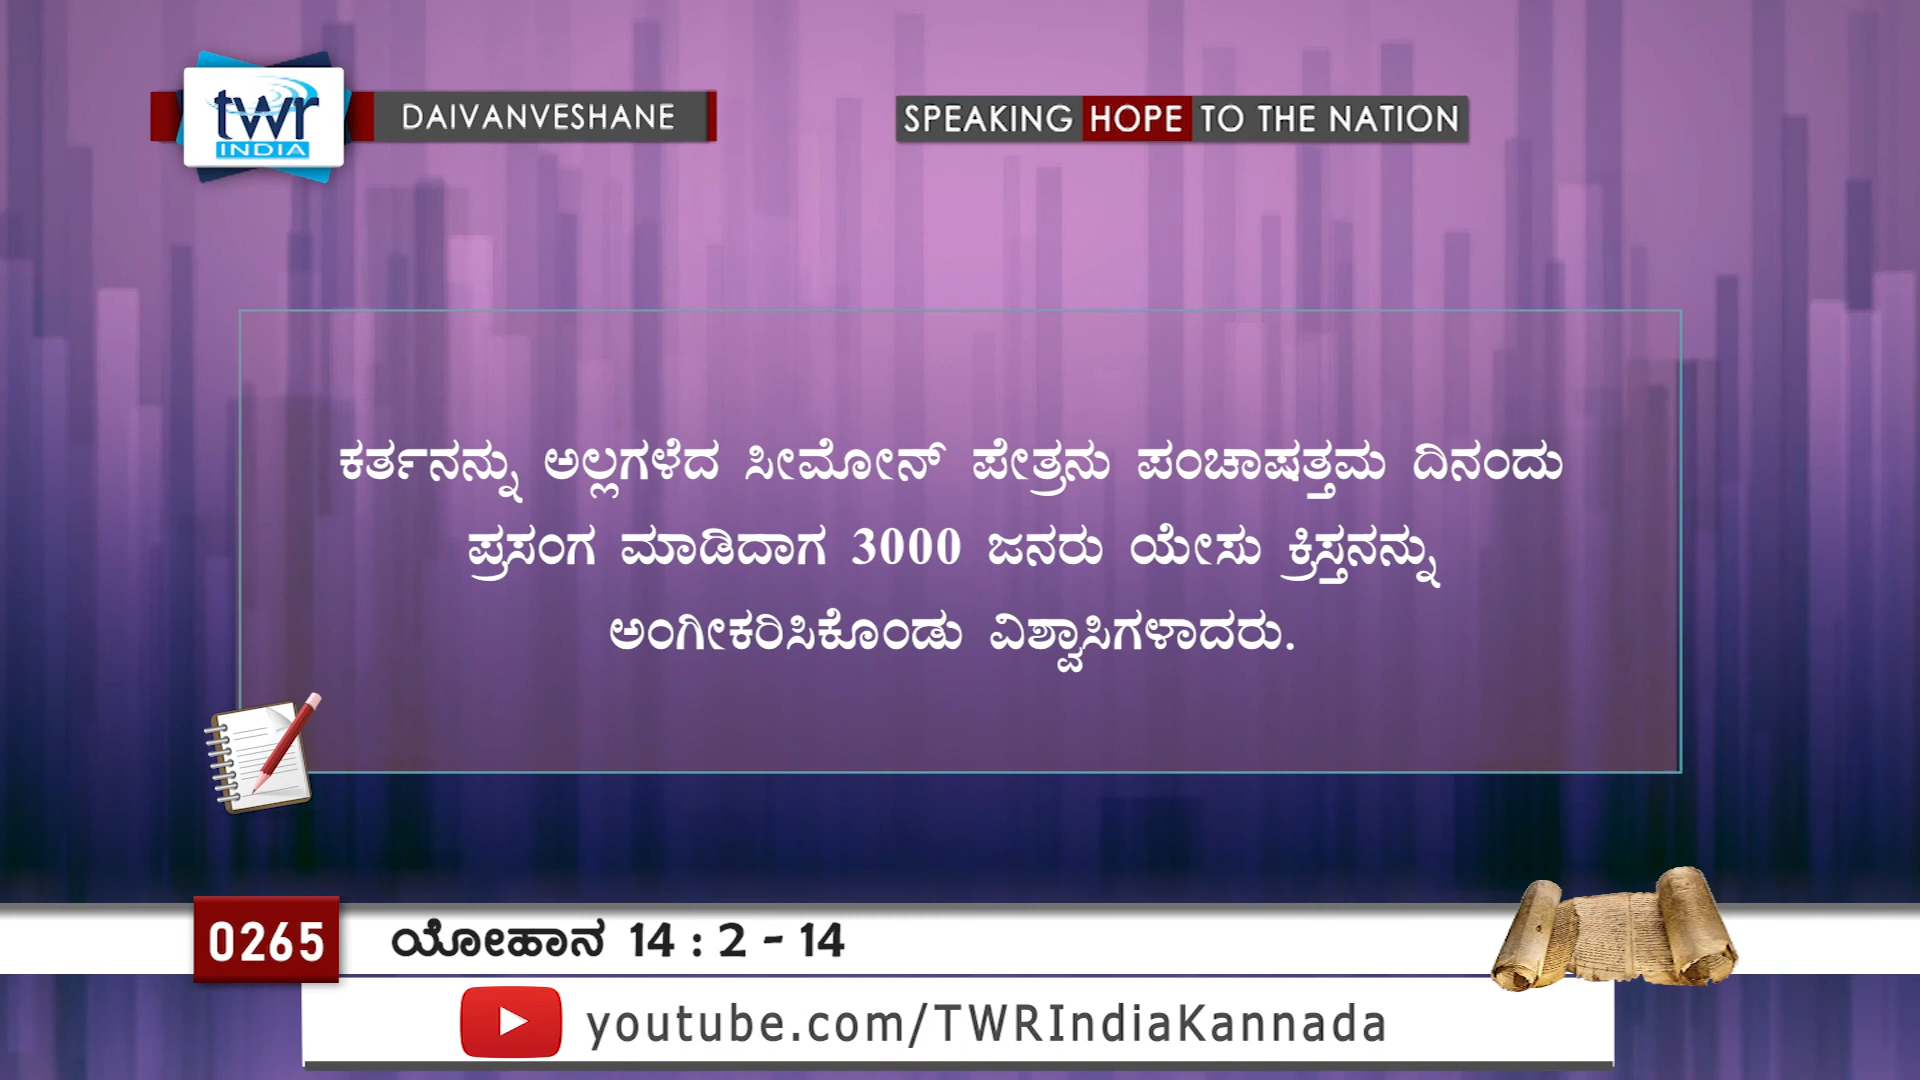 twr
INDIA
DAIVANVESHANE
SPEAKING HOPE TO THE NATION
ಕರ್ತನನ್ನು ಅಲ್ಲಗಳೆದ ಸೀಮೋನ್ ಪೇತ್ರನು ಪಂಚಾಷತ್ತಮ ದಿನಂದು
ಪ್ರಸಂಗ ಮಾಡಿದಾಗ 3000 ಜನರು ಯೇಸು ಕ್ರಿಸ್ತನನ್ನು
ಅಂಗೀಕರಿಸಿಕೊಂಡು ವಿಶ್ವಾಸಿಗಳಾದರು.
0265 ಯೋಹಾನ 14 : 2 - 14
youtube.com/TWRIndiaKannada